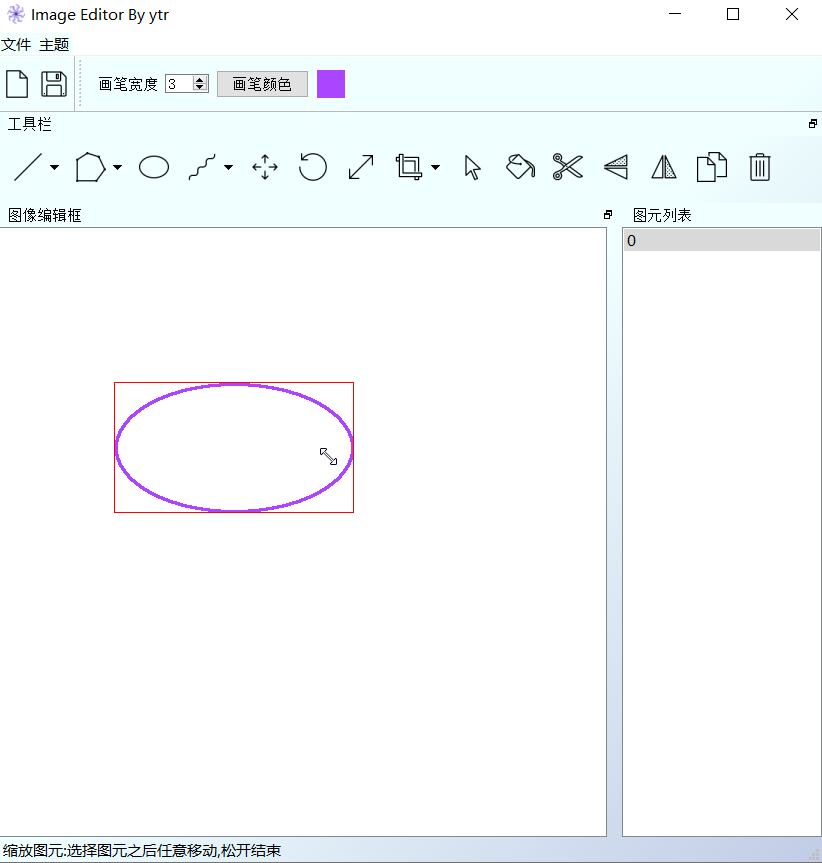 Image Editor By ytr
文件 主题
画笔宽度 3 画笔颜色
工具栏
图像编辑框 图元列表
0
缩放图元:选择图元之后任意移动,松开结束